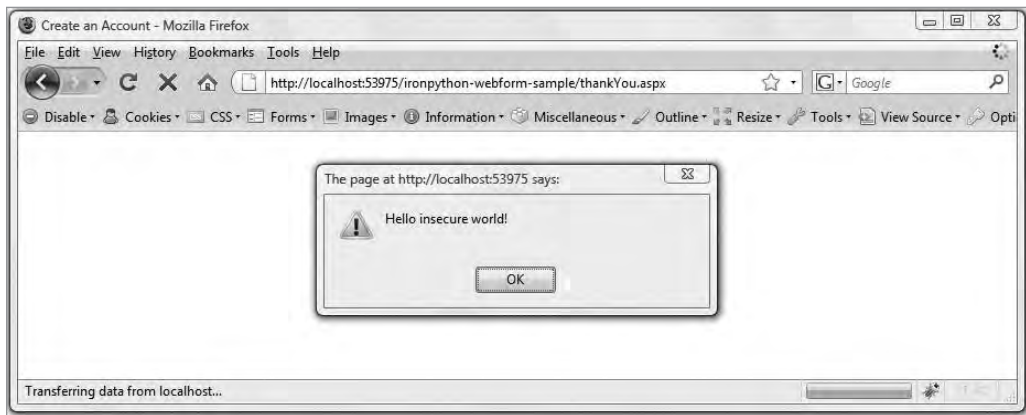 Create an Account - Mozilla Firefox
File Edit View History Bookmarks Tools Help
http://localhost:53975/ironpython-webform-sample/thankYou.aspx
G Google
Disable Cookies CSS Forms Images Information Miscellaneous Outline Resize Tools View Source Opti
The page at http://localhost:53975 says:
Hello insecure world!
OK
Transferring data from localhost...